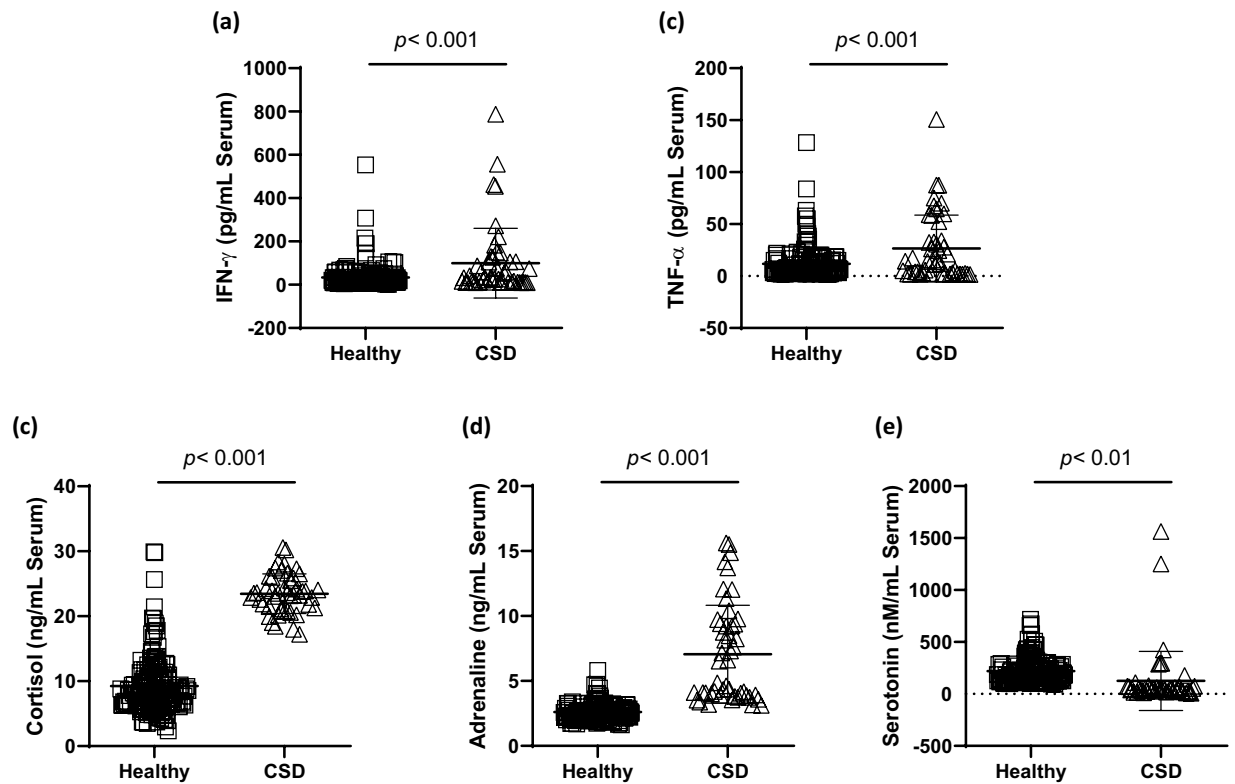 (a)
p< 0.001
IFN-γ (pg/mL Serum)
1000
800
600
400
200
0
-200
Healthy
CSD
(c)
p< 0.001
TNF-α (pg/mL Serum)
200
150
100
50
0
-50
Healthy
CSD
(c)
p< 0.001
Cortisol (ng/mL Serum)
40
30
20
10
0
Healthy
CSD
(d)
p< 0.001
Adrenaline (ng/mL Serum)
20
15
10
5
0
Healthy
CSD
(e)
p< 0.01
Serotonin (nM/mL Serum)
2000
1500
1000
500
0
-500
Healthy
CSD